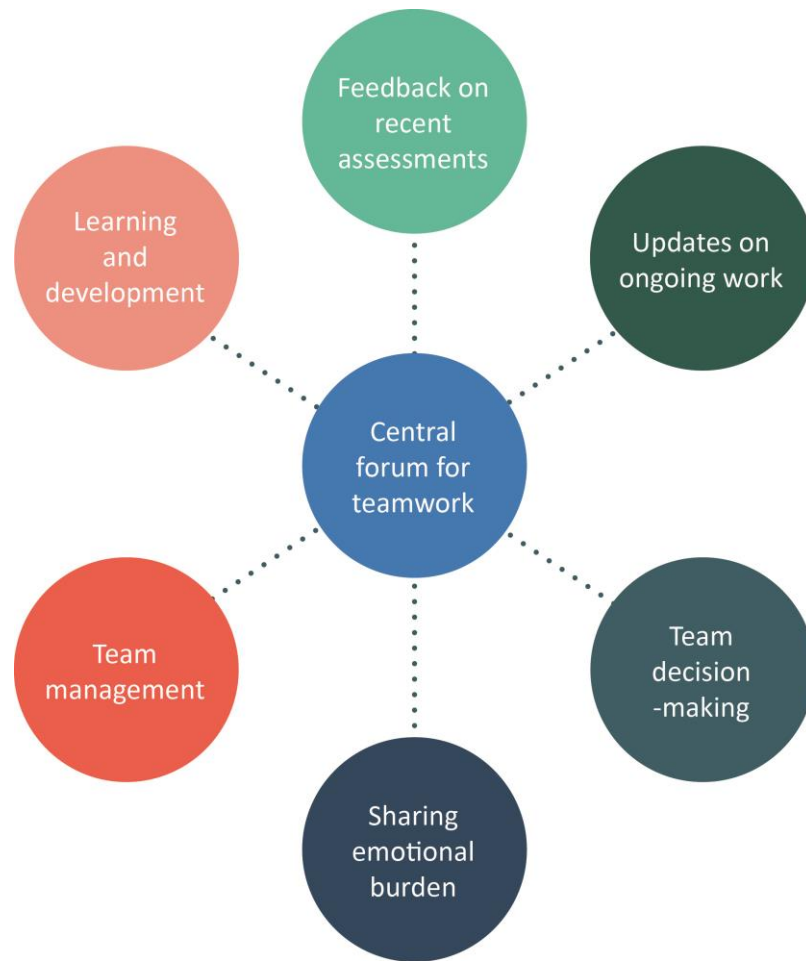 Feedback on
recent
assessments
Learning
and
development
Updates on
ongoing work
Central
forum for
teamwork
Team
management
Team
decision
-making
Sharing
emotional
burden